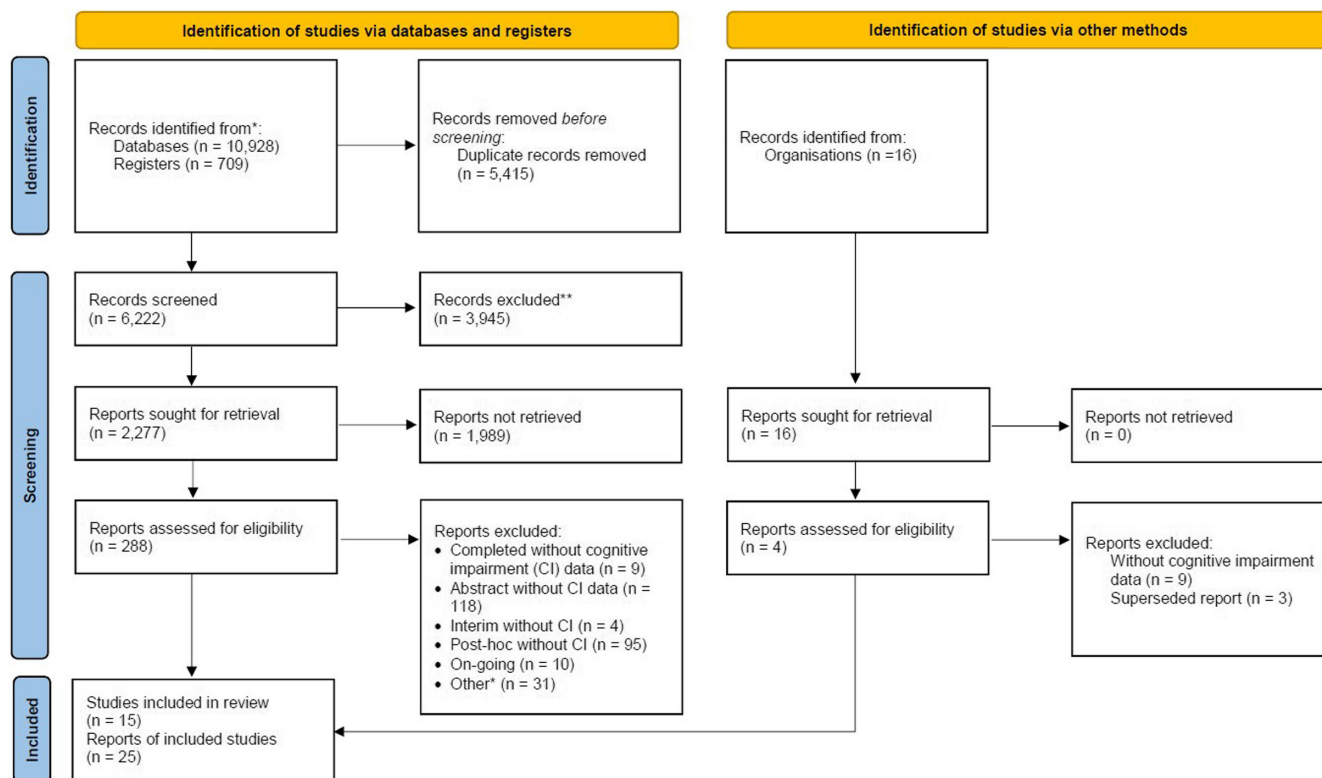 Identification of studies via databases and registers
Identification of studies via other methods
Identification
Records identified from*:
Databases (n = 10,928)
Registers (n = 709)
Records removed before
screening:
Duplicate records removed
(n = 5,415)
Records identified from:
Organisations (n =16)
Screening
Records screened
(n = 6,222)
Records excluded**
(n = 3,945)
Reports sought for retrieval
(n = 2,277)
Reports not retrieved
(n = 1,989)
Reports sought for retrieval
(n = 16)
Reports not retrieved
(n = 0)
Reports assessed for eligibility
(n = 288)
Reports excluded:
• Completed without cognitive
impairment (CI) data (n = 9)
• Abstract without CI data (n =
118)
• Interim without CI (n = 4)
• Post-hoc without CI (n = 95)
• On-going (n = 10)
• Other* (n = 31)
Reports assessed for eligibility
(n = 4)
Reports excluded:
Without cognitive impairment
data (n = 9)
Superseded report (n = 3)
Included
Studies included in review
(n = 15)
Reports of included studies
(n = 25)